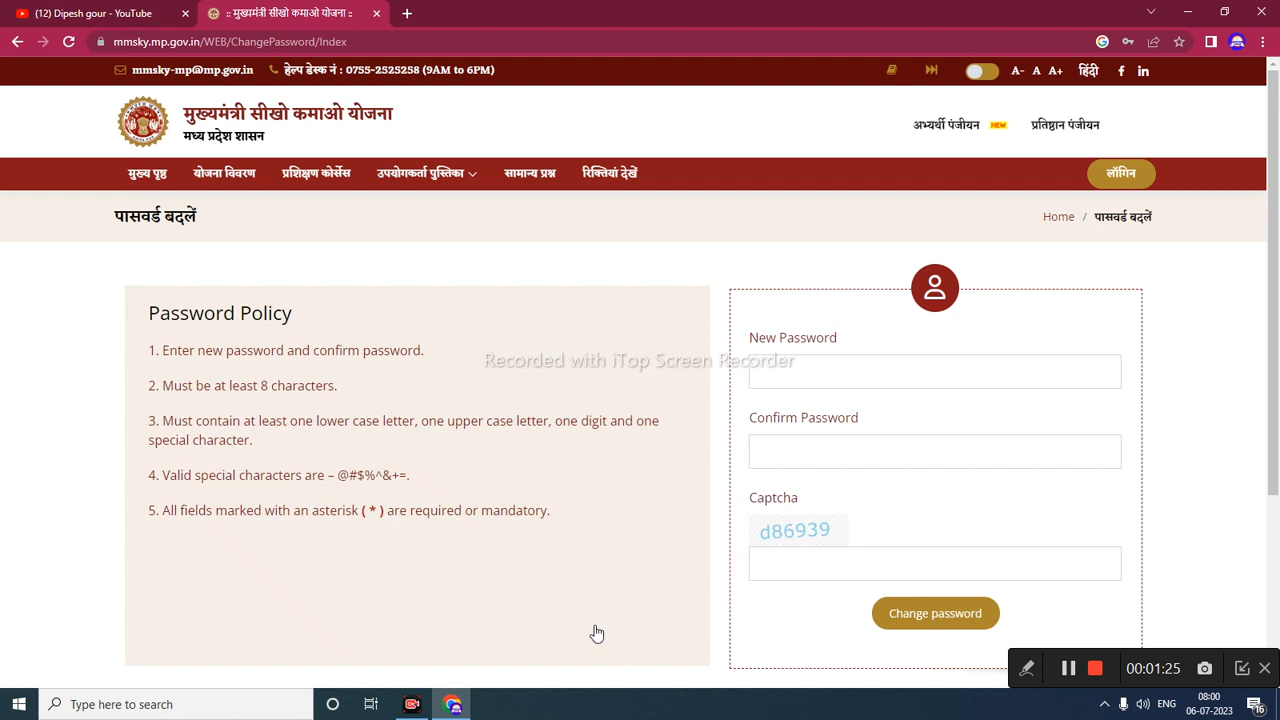 (12) Dipesh gour - YouTube
:: मुख्यमंत्री सीखो कमाओ योजना ::
mmsky.mp.gov.in/WEB/ChangePassword/Index
mmsky-mp@mp.gov.in हेल्प डेस्क नं : 0755-2525258 (9AM to 6PM)
A- A A+ हिंदी
मुख्यमंत्री सीखो कमाओ योजना
मध्य प्रदेश शासन
अभ्यर्थी पंजीयन NEW प्रतिष्ठान पंजीयन
मुख्य पृष्ठ योजना विवरण प्रशिक्षण कोर्सेस उपयोगकर्ता पुस्तिका सामान्य प्रश्न रिक्तियां देखें लॉगिन
पासवर्ड बदलें
Home / पासवर्ड बदलें
Password Policy
1. Enter new password and confirm password.
2. Must be at least 8 characters.
3. Must contain at least one lower case letter, one upper case letter, one digit and one
special character.
4. Valid special characters are – @#$%^&+=.
5. All fields marked with an asterisk ( * ) are required or mandatory.
Recorded with iTop Screen Recorder
New Password
Confirm Password
Captcha
d86939
Change password
00:01:25
Type here to search
ENG
08:00
06-07-2023
16